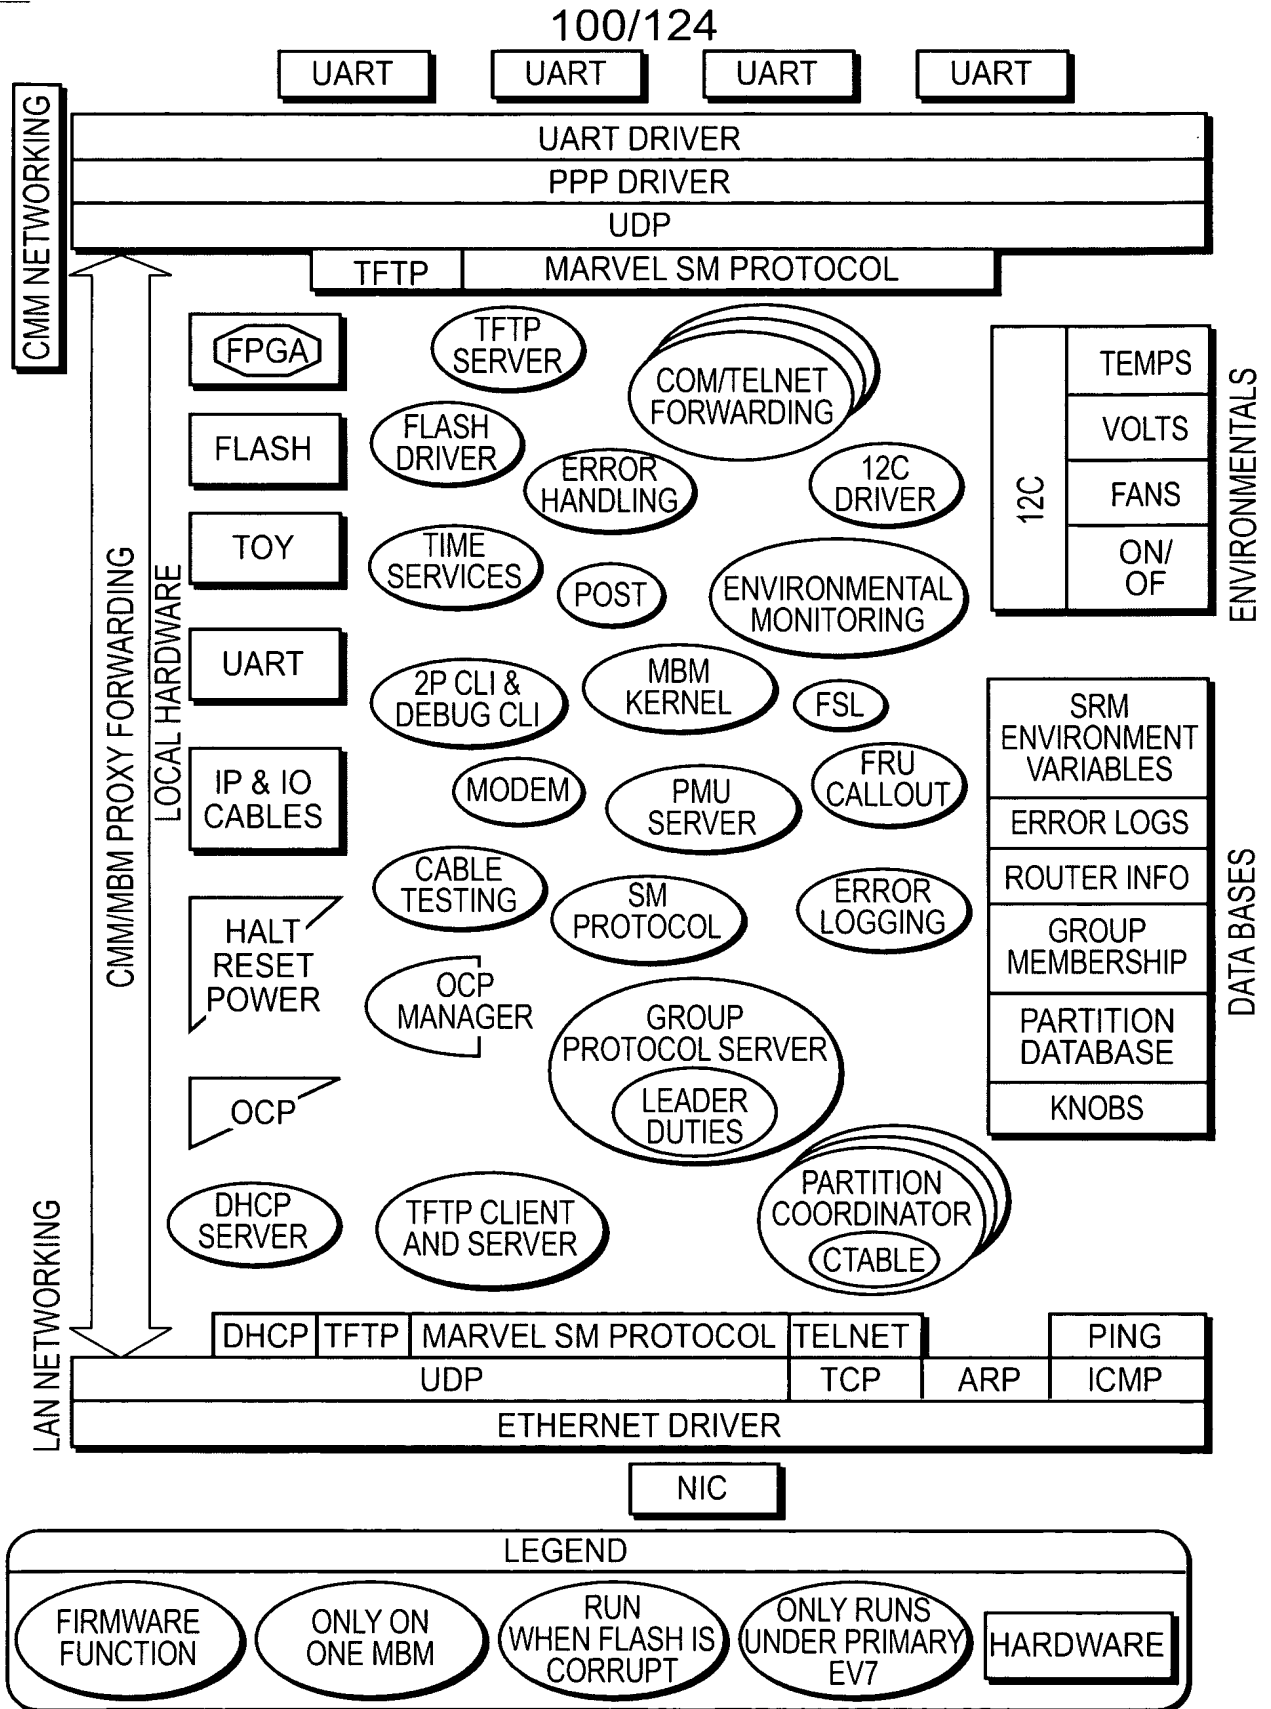 100/124
UART
UART
UART
UART
CMM NETWORKING
UART DRIVER
PPP DRIVER
UDP
TFTP
MARVEL SM PROTOCOL
CMM/MBM PROXY FORWARDING
LOCAL HARDWARE
FPGA
FLASH
TOY
UART
IP & IO
CABLES
HALT
RESET
POWER
OCP
TFTP
SERVER
COM/TELNET
FORWARDING
FLASH
DRIVER
ERROR
HANDLING
12C
DRIVER
TIME
SERVICES
POST
ENVIRONMENTAL
MONITORING
2P CLI &
DEBUG CLI
MBM
KERNEL
FSL
MODEM
PMU
SERVER
FRU
CALLOUT
CABLE
TESTING
SM
PROTOCOL
ERROR
LOGGING
OCP
MANAGER
GROUP
PROTOCOL SERVER
LEADER
DUTIES
DHCP
SERVER
TFTP CLIENT
AND SERVER
PARTITION
COORDINATOR
CTABLE
12C
TEMPS
VOLTS
FANS
ON/
OF
ENVIRONMENTALS
SRM
ENVIRONMENT
VARIABLES
ERROR LOGS
ROUTER INFO
GROUP
MEMBERSHIP
PARTITION
DATABASE
KNOBS
DATA BASES
LAN NETWORKING
DHCP
TFTP
MARVEL SM PROTOCOL
TELNET
PING
UDP
TCP
ARP
ICMP
ETHERNET DRIVER
NIC
LEGEND
FIRMWARE
FUNCTION
ONLY ON
ONE MBM
RUN
WHEN FLASH IS
CORRUPT
ONLY RUNS
UNDER PRIMARY
EV7
HARDWARE